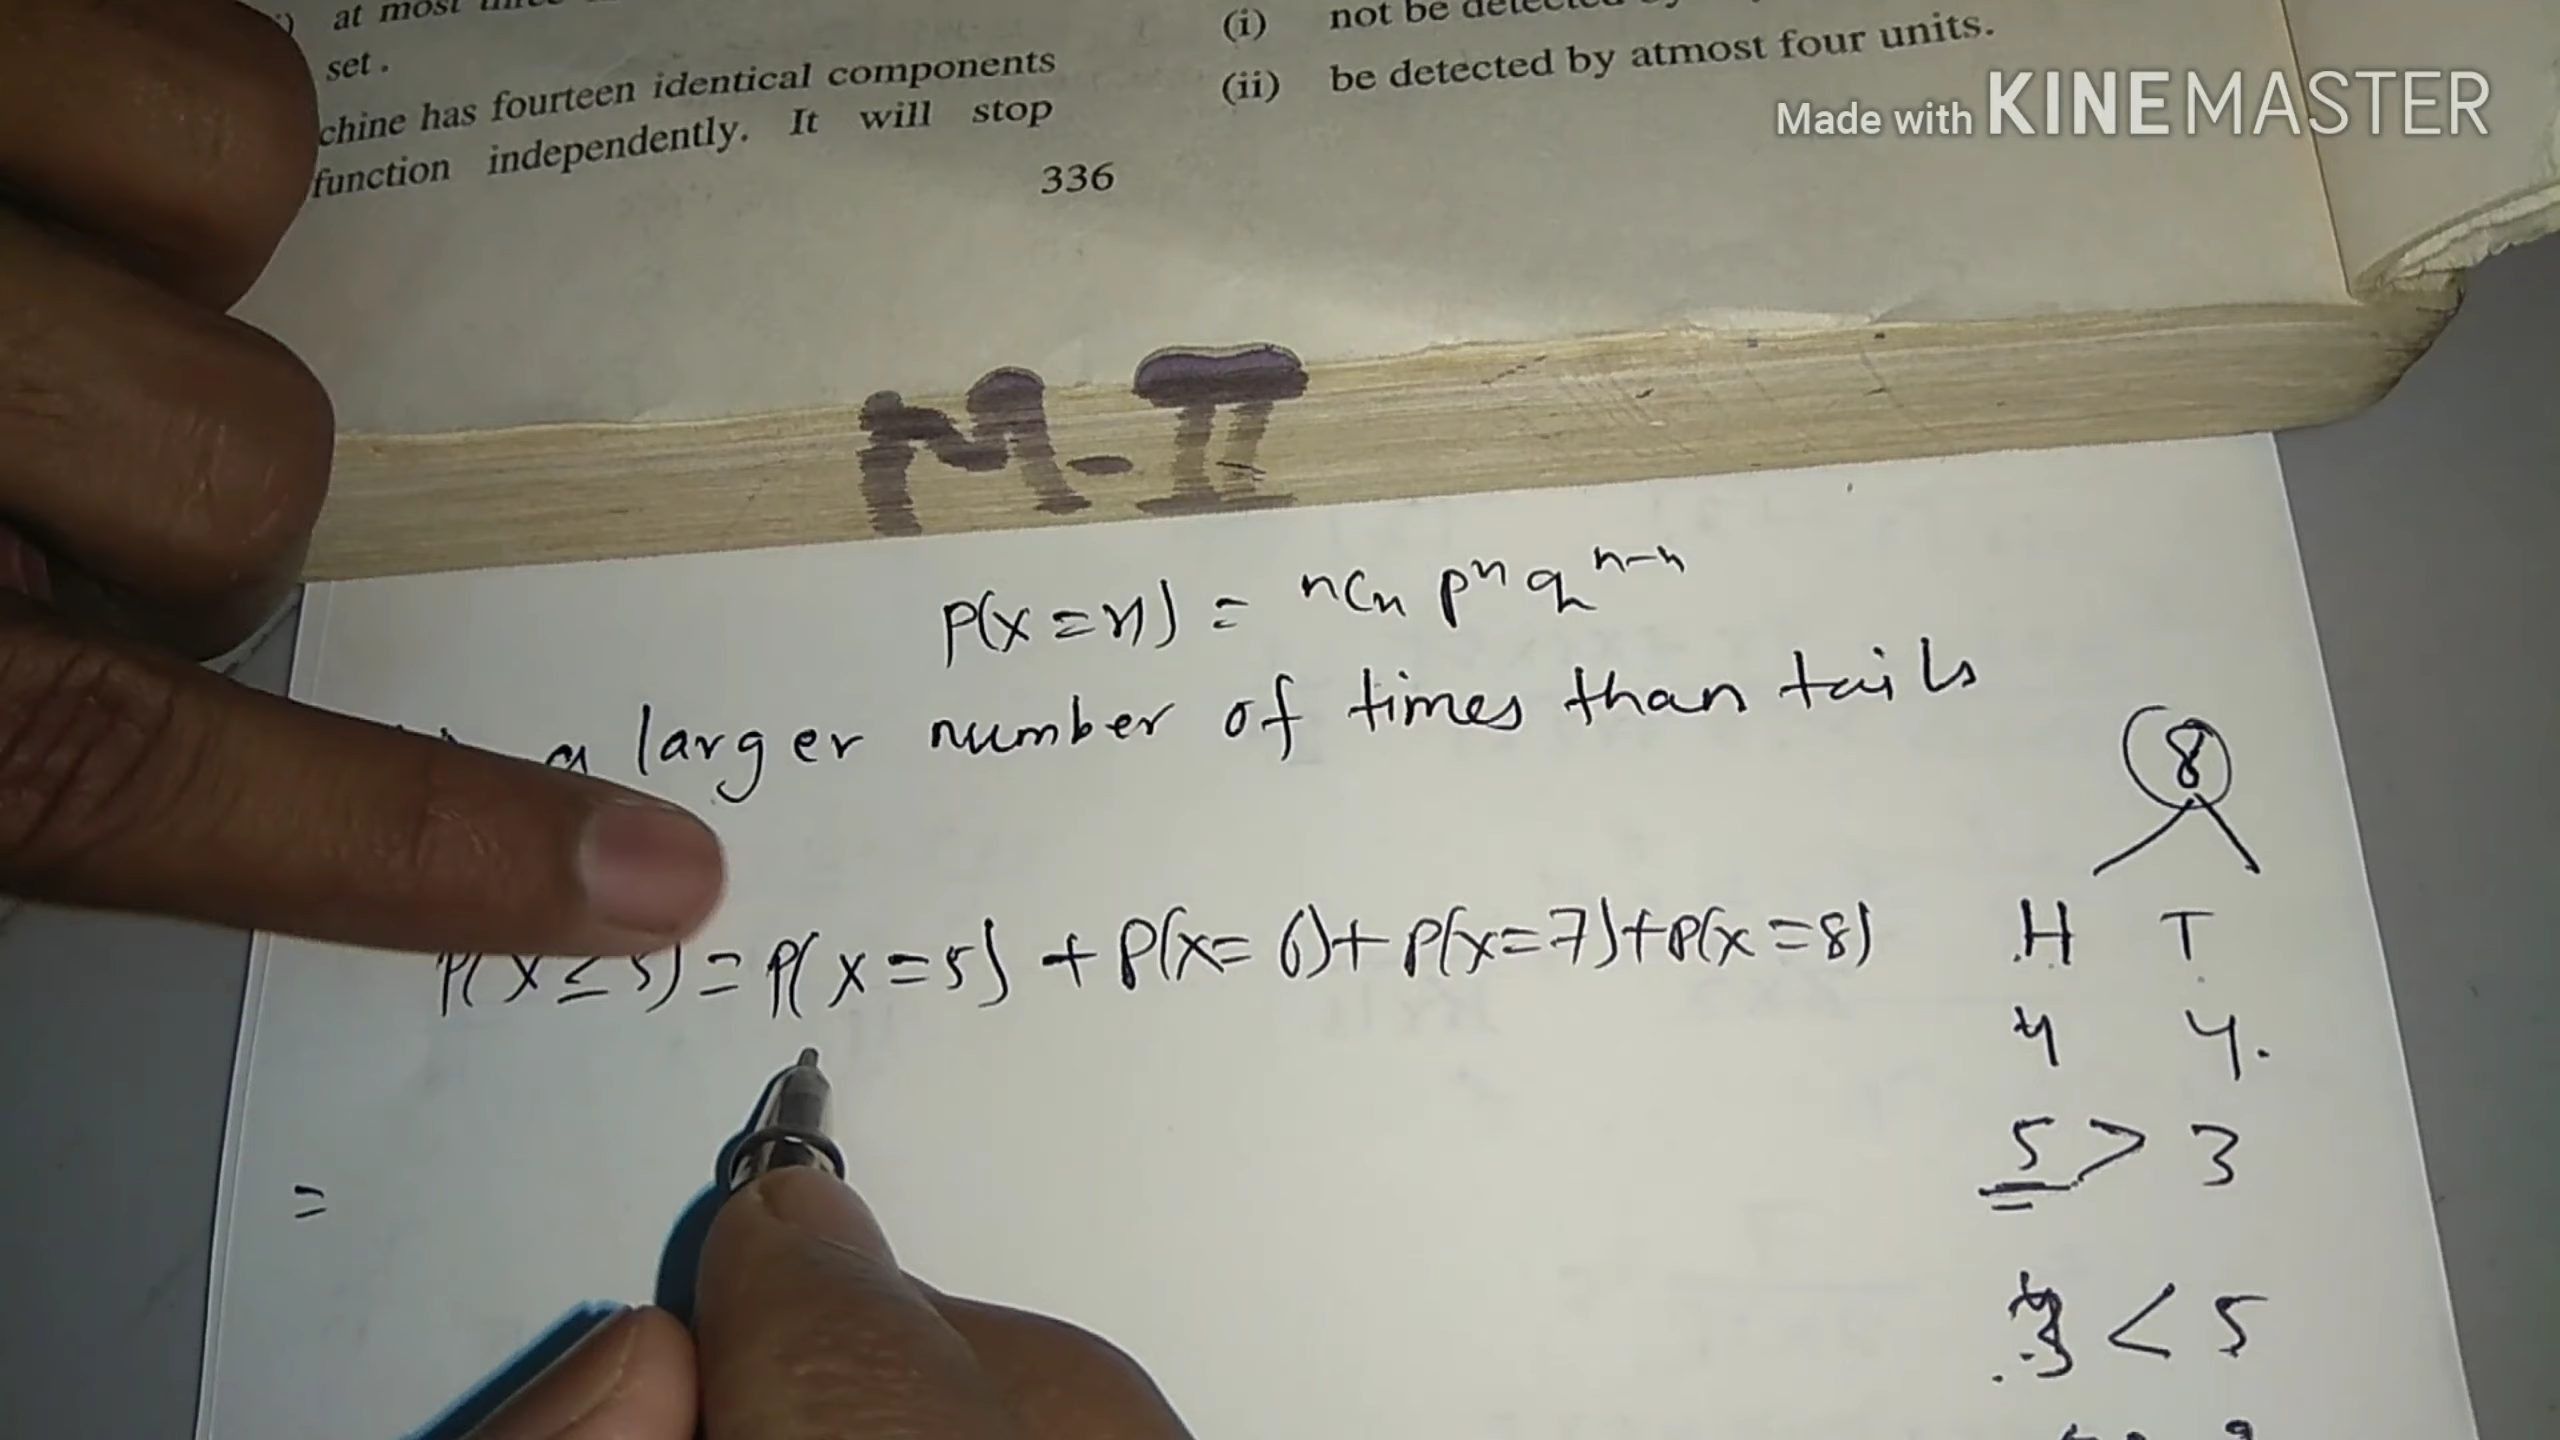 at most
set .
chine has fourteen identical components
function independently. It will stop
(i) not be detected
(ii) be detected by atmost four units.
336
Made with KINEMASTER
M-II
P(x=n) = nCn p^n q^n-n
a larger number of times than tails
P(x≤5) = P(x=5) + P(x=6) + P(x=7) + P(x=8)
=
8
H T
4 4.
5 > 3
3 < 5